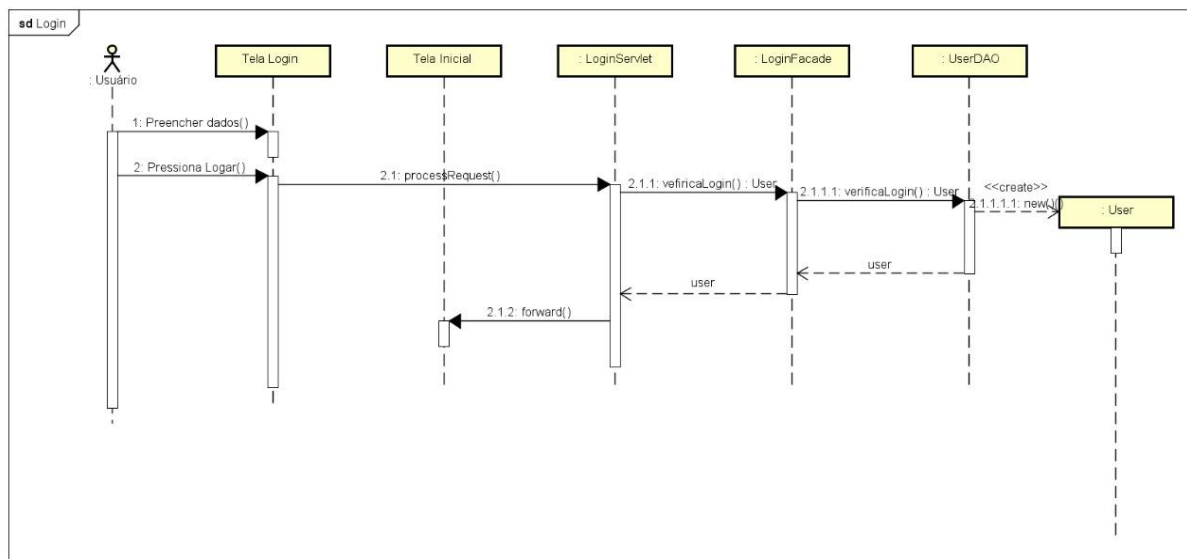 sd Login
: Usuário
Tela Login
Tela Inicial
: LoginServlet
: LoginFacade
: UserDAO
1: Preencher dados()
2: Pressiona Logar()
2.1: processRequest()
2.1.1: vefiricaLogin() : User
2.1.1.1: verificaLogin() : User
<<create>>
2.1.1.1.1: new()()
: User
user
user
2.1.2: forward()